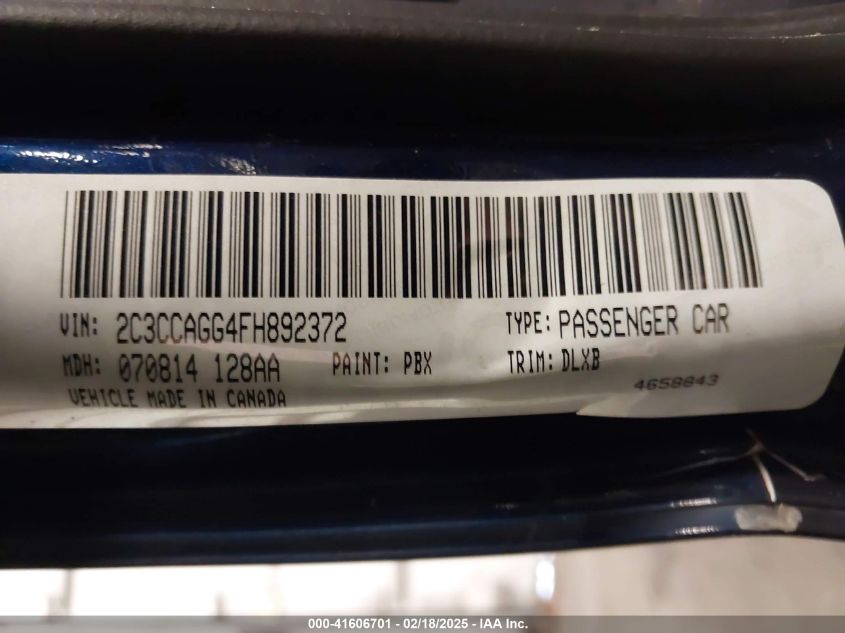 VIN: 2C3CCAGG4FH892372 TYPE: PASSENGER CAR
MDH: 070814 128AA PAINT: PBX TRIM: DLXB
VEHICLE MADE IN CANADA 4658843
000-41606701 - 02/18/2025 - IAA Inc.